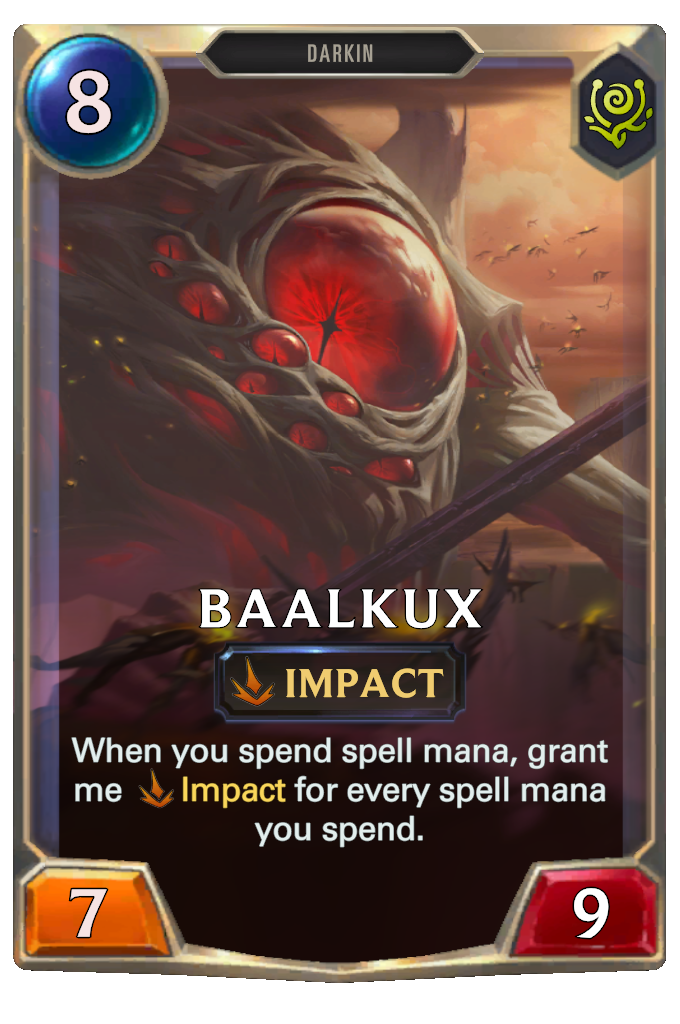 DARKIN
8
BAALKUX
IMPACT
When you spend spell mana, grant
me Impact for every spell mana
you spend.
7
9